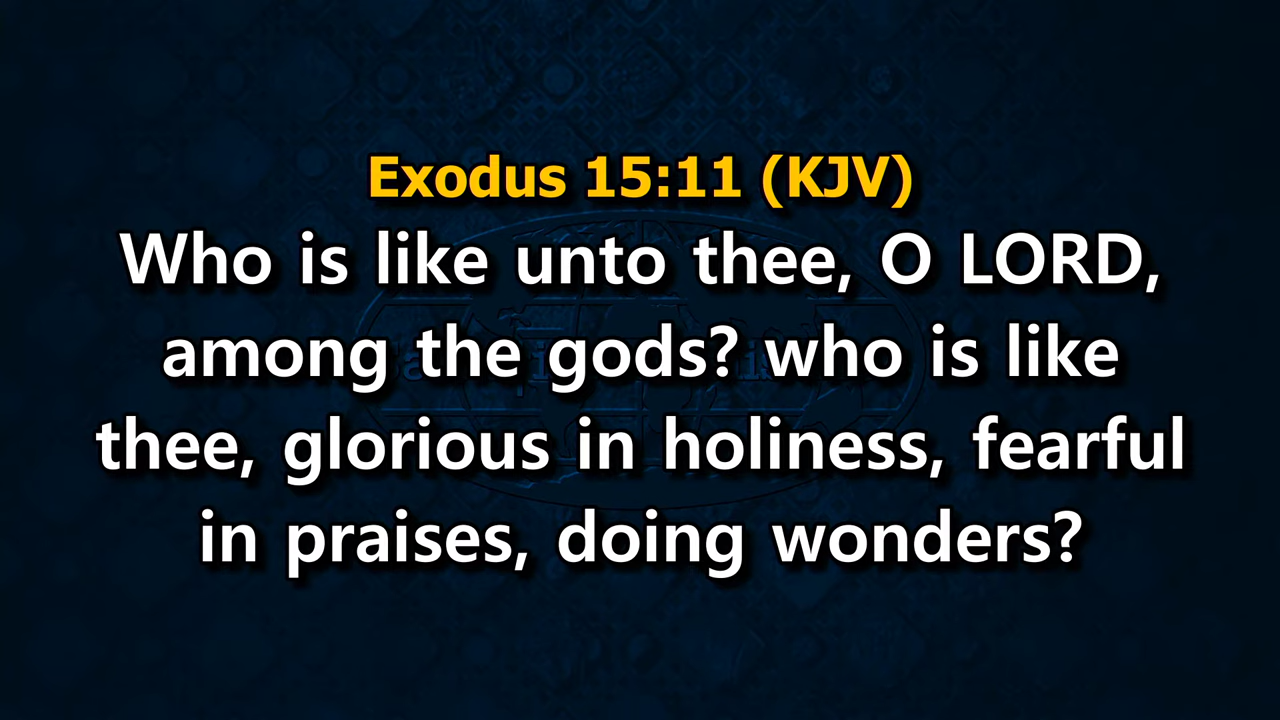 Exodus 15:11 (KJV)
Who is like unto thee, O LORD,
among the gods? who is like
thee, glorious in holiness, fearful
in praises, doing wonders?